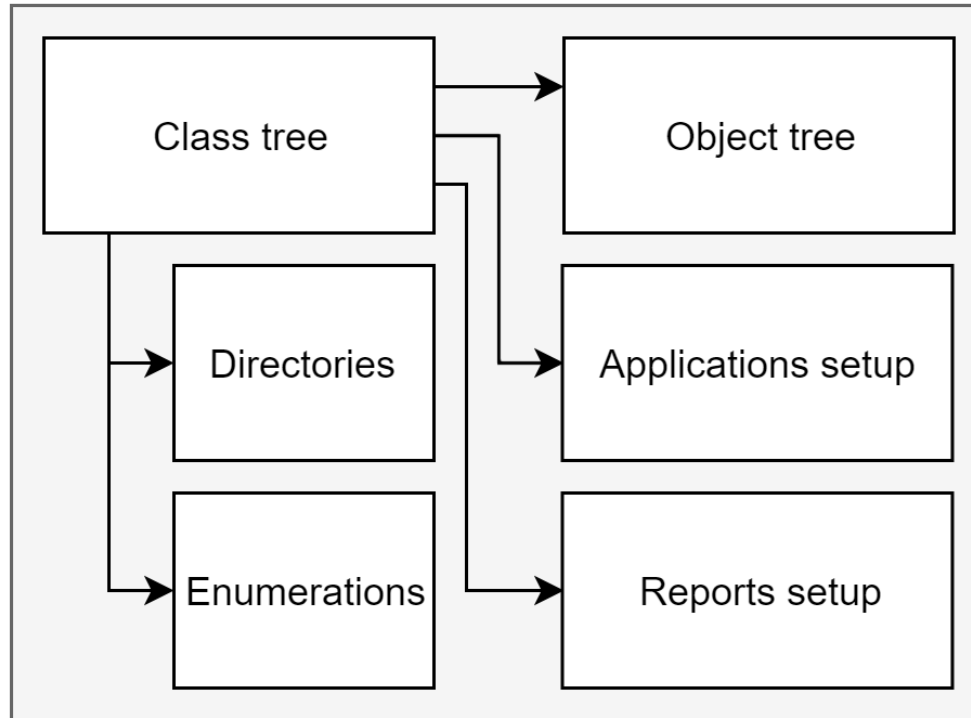 Class tree
Object tree
Directories
Applications setup
Enumerations
Reports setup